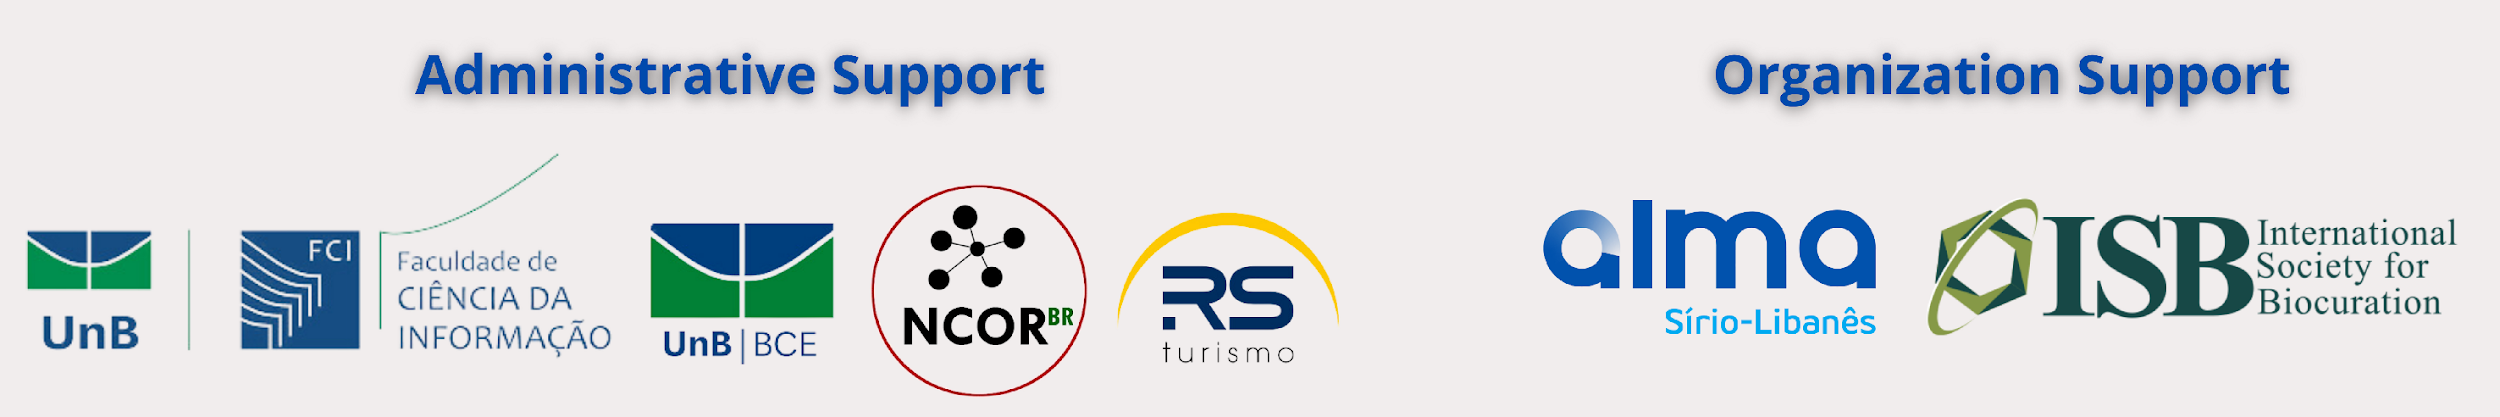 Administrative Support
Organization Support
UnB
FCI
Faculdade de
CIÊNCIA DA
INFORMAÇÃO
UnB|BCE
NCOR BR
RS
turismo
alma
Sírio-Libanês
ISB
International
Society for
Biocuration